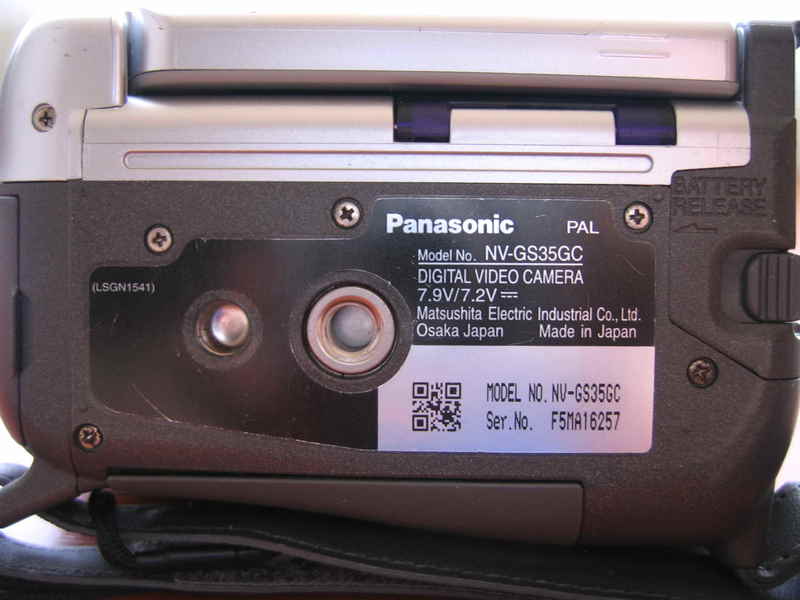 BATTERY
RELEASE
Panasonic PAL
Model No. NV-GS35GC
DIGITAL VIDEO CAMERA
7.9V/7.2V⎓
Matsushita Electric Industrial Co., Ltd.
Osaka Japan Made in Japan
(LSGN1541)
MODEL NO. NV-GS35GC
Ser.No. F5MA16257